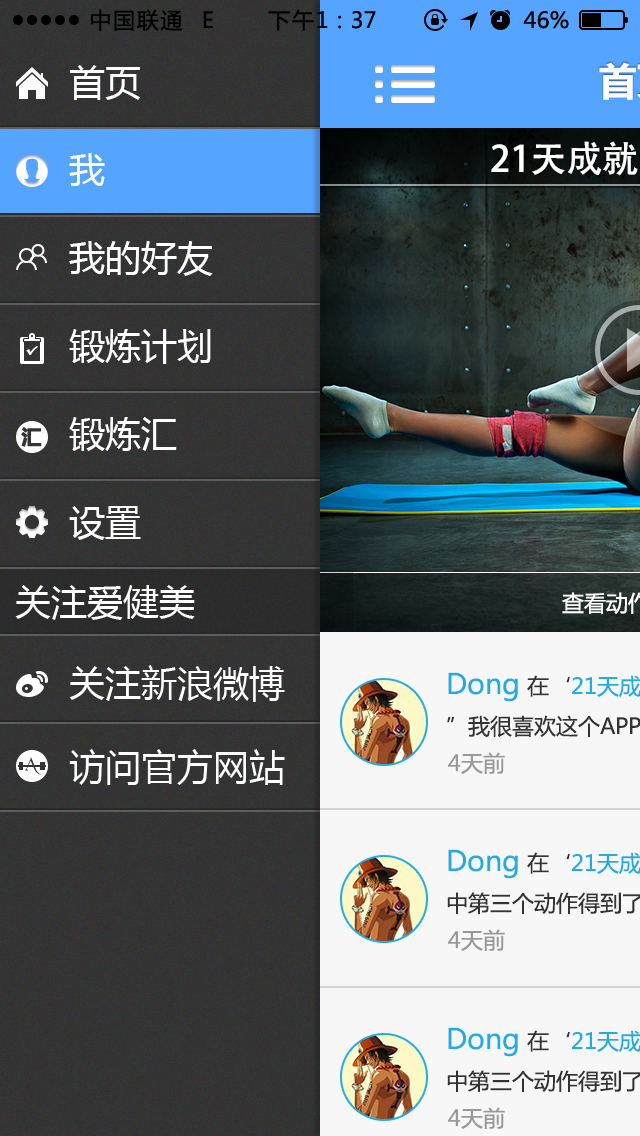 中国联通 E 下午1：37 46%
首页
我
我的好友
锻炼计划
锻炼汇
设置
关注爱健美
关注新浪微博
访问官方网站
首
21天成就
查看动作
Dong 在‘21天成
”我很喜欢这个APP
4天前
Dong 在‘21天成
中第三个动作得到了
4天前
Dong 在‘21天成
中第三个动作得到了
4天前